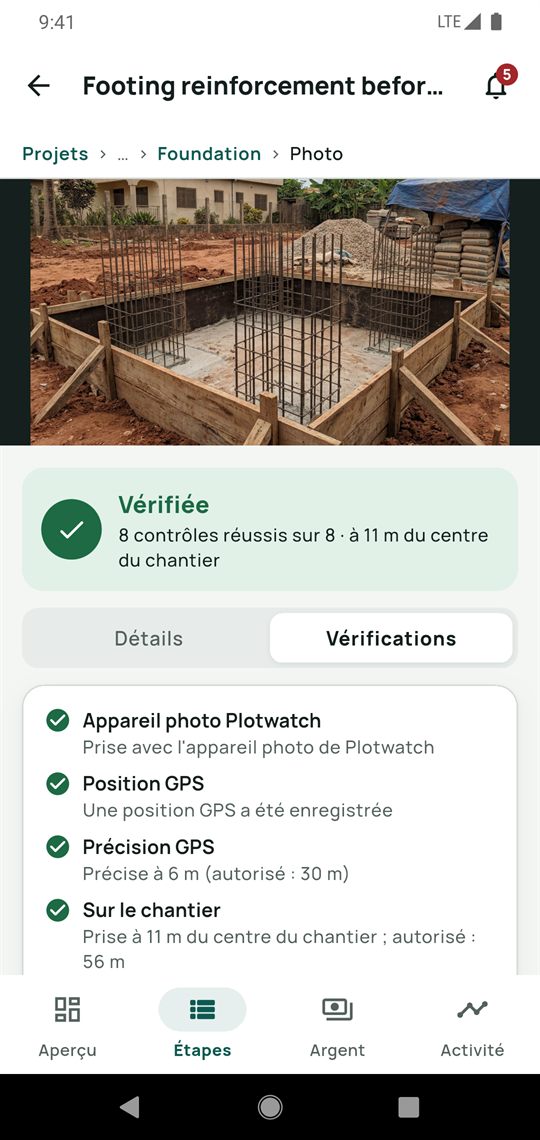 9:41
LTE
Footing reinforcement befor...
5
Projets > ... > Foundation > Photo
Vérifiée
8 contrôles réussis sur 8 · à 11 m du centre
du chantier
Détails
Vérifications
Appareil photo Plotwatch
Prise avec l'appareil photo de Plotwatch
Position GPS
Une position GPS a été enregistrée
Précision GPS
Précise à 6 m (autorisé : 30 m)
Sur le chantier
Prise à 11 m du centre du chantier ; autorisé :
56 m
Aperçu
Étapes
Argent
Activité